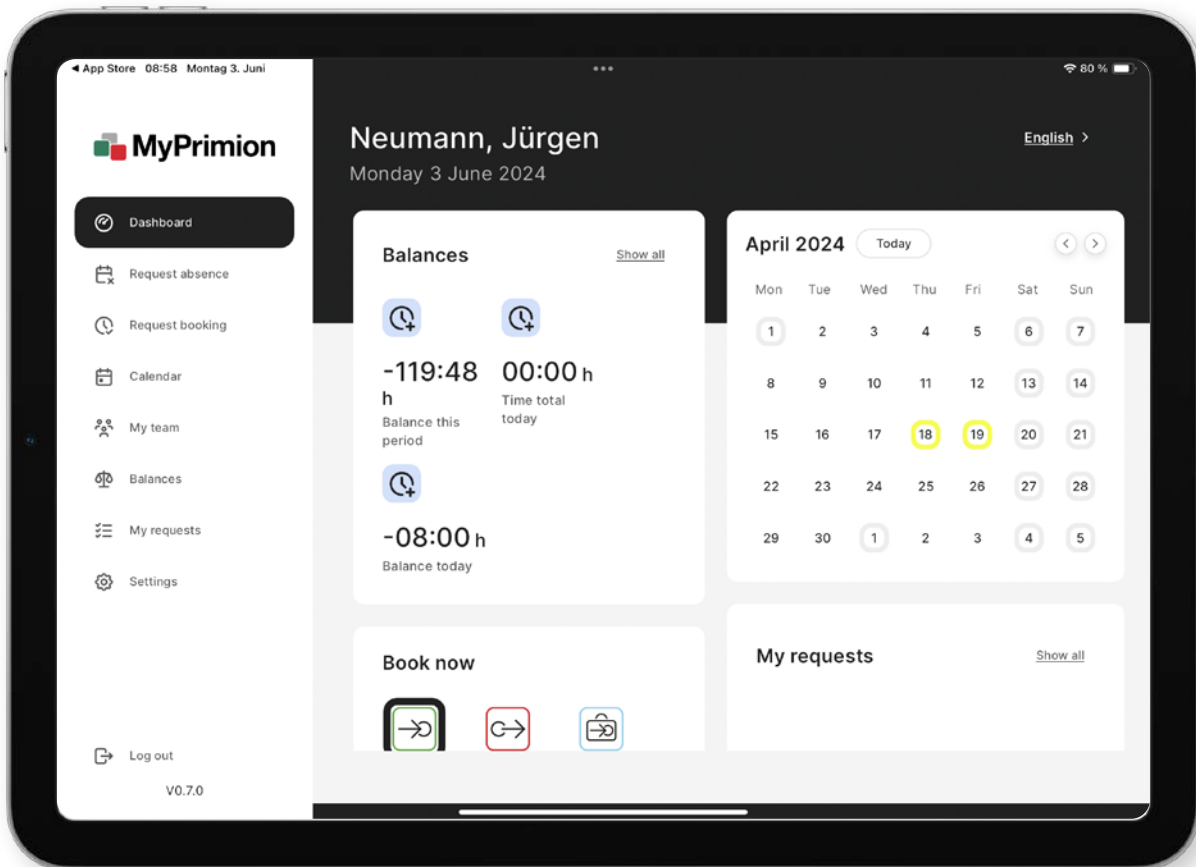 ◀ App Store 08:58 Montag 3. Juni
80 %
MyPrimion
Dashboard
Request absence
Request booking
Calendar
My team
Balances
My requests
Settings
Log out
V0.7.0
Neumann, Jürgen
Monday 3 June 2024
English >
Balances
Show all
-119:48
h
Balance this
period
00:00 h
Time total
today
-08:00 h
Balance today
April 2024 Today
Mon Tue Wed Thu Fri Sat Sun
1 2 3 4 5 6 7
8 9 10 11 12 13 14
15 16 17 18 19 20 21
22 23 24 25 26 27 28
29 30 1 2 3 4 5
Book now
My requests
Show all